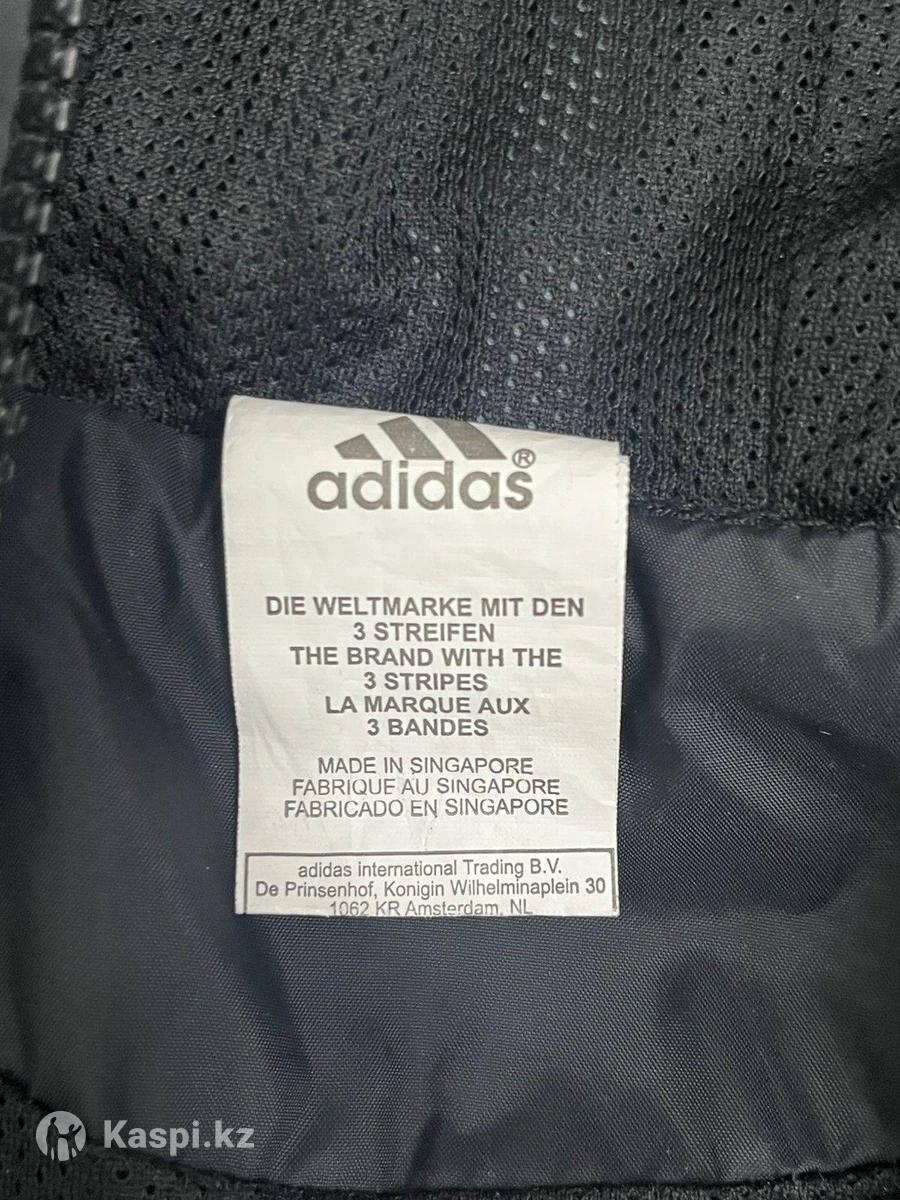 adidas®
DIE WELTMARKE MIT DEN
3 STREIFEN
THE BRAND WITH THE
3 STRIPES
LA MARQUE AUX
3 BANDES
MADE IN SINGAPORE
FABRIQUE AU SINGAPORE
FABRICADO EN SINGAPORE
adidas international Trading B.V.
De Prinsenhof, Konigin Wilhelminaplein 30
1062 KR Amsterdam, NL
Kaspi.kz